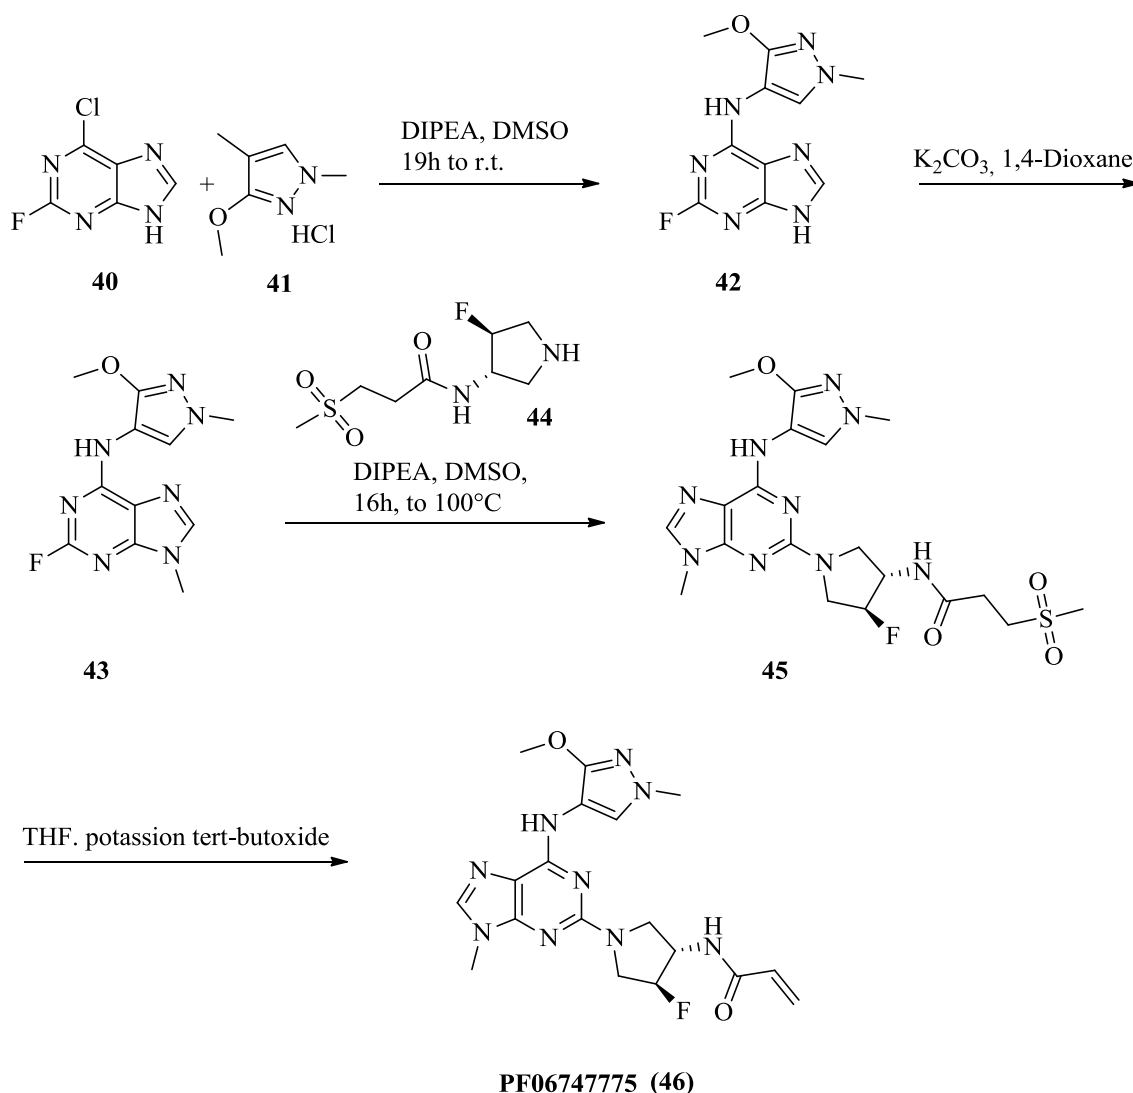 Cl
N
N
N
N
H
F
+
N
N
O
HCl
40
41
DIPEA, DMSO
19h to r.t.
O
N
N
HN
N
N
N
N
H
F
42
K2CO3, 1,4-Dioxane
O
N
N
HN
N
N
N
N
F
43
F
NH
O
N
H
O
S
O
44
DIPEA, DMSO,
16h, to 100°C
O
N
N
HN
N
N
N
N
N
H
N
O
F
O
S
O
45
THF. potassion tert-butoxide
O
N
N
HN
N
N
N
N
N
H
N
O
F
PF06747775 (46)